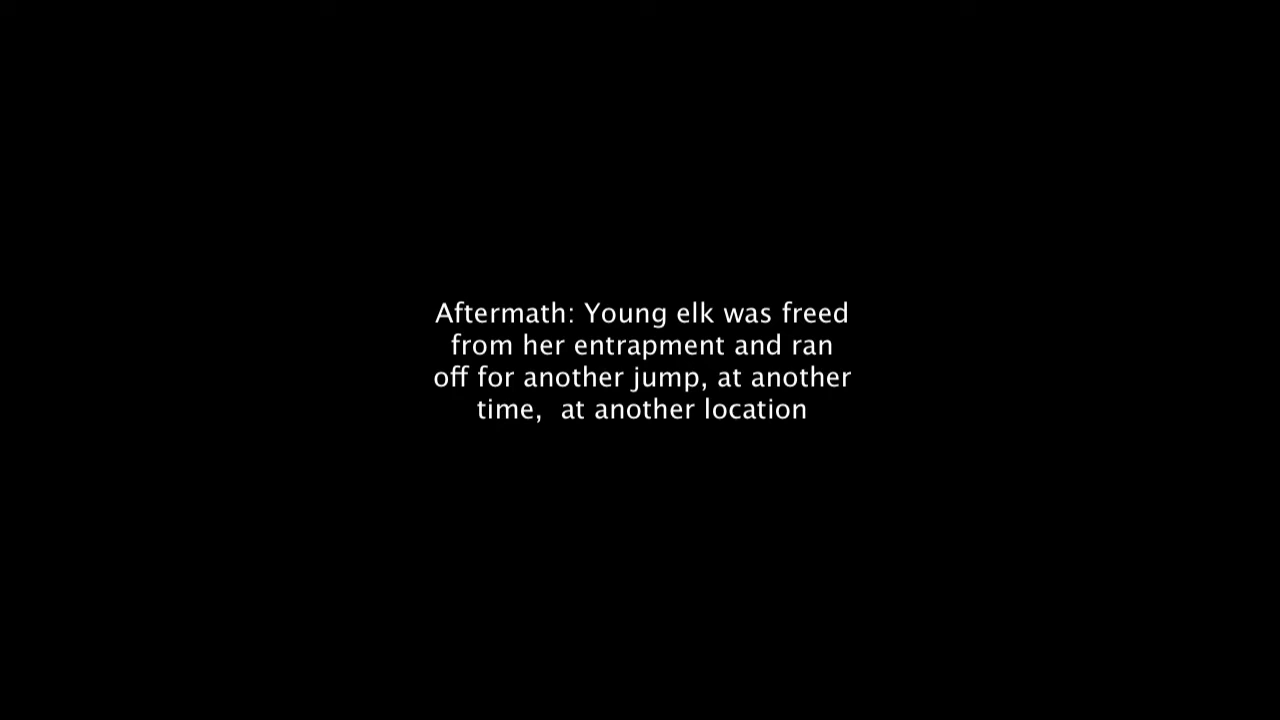 Aftermath: Young elk was freed
from her entrapment and ran
off for another jump, at another
time,  at another location